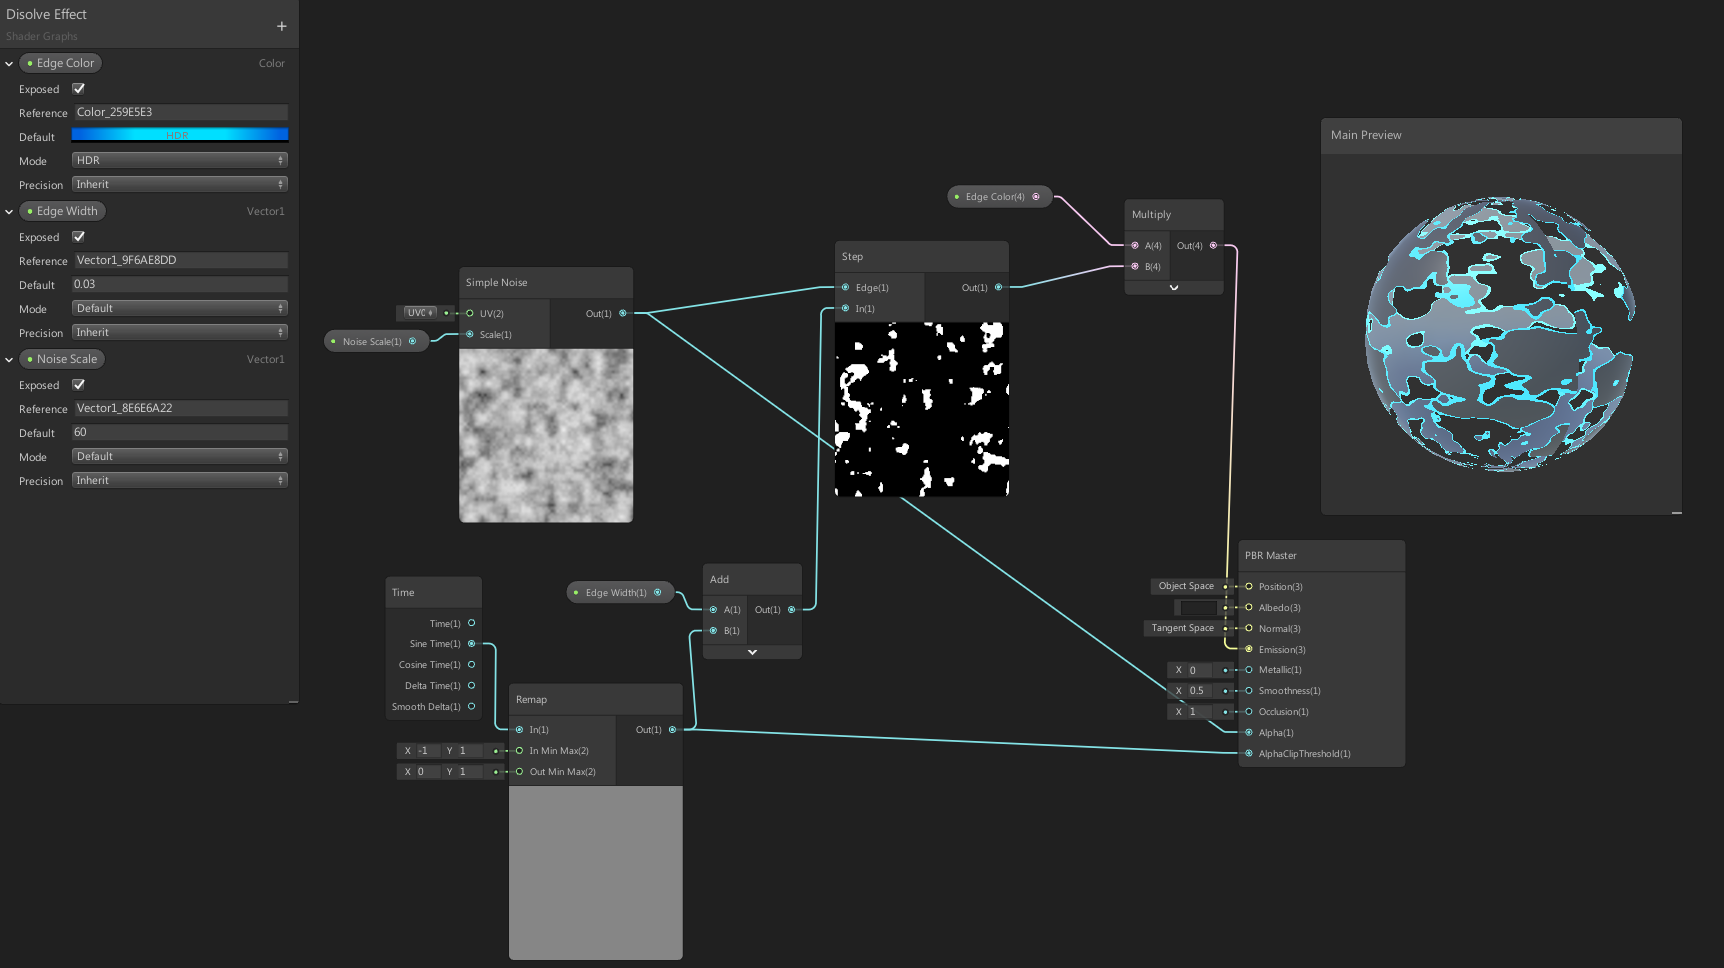 Disolve Effect
Shader Graphs
+
Edge Color Color
Exposed
Reference Color_259E5E3
Default HDR
Mode HDR
Precision Inherit
Edge Width Vector1
Exposed
Reference Vector1_9F6AE8DD
Default 0.03
Mode Default
Precision Inherit
Noise Scale Vector1
Exposed
Reference Vector1_8E6E6A22
Default 60
Mode Default
Precision Inherit
Noise Scale(1)
UV0
Simple Noise
UV(2) Out(1)
Scale(1)
Time
Time(1)
Sine Time(1)
Cosine Time(1)
Delta Time(1)
Smooth Delta(1)
X -1 Y 1
X 0 Y 1
Remap
In(1) Out(1)
In Min Max(2)
Out Min Max(2)
Edge Width(1)
Add
A(1) Out(1)
B(1)
Step
Edge(1) Out(1)
In(1)
Edge Color(4)
Multiply
A(4) Out(4)
B(4)
Main Preview
PBR Master
Object Space Position(3)
Albedo(3)
Tangent Space Normal(3)
Emission(3)
X 0 Metallic(1)
X 0.5 Smoothness(1)
X 1 Occlusion(1)
Alpha(1)
AlphaClipThreshold(1)